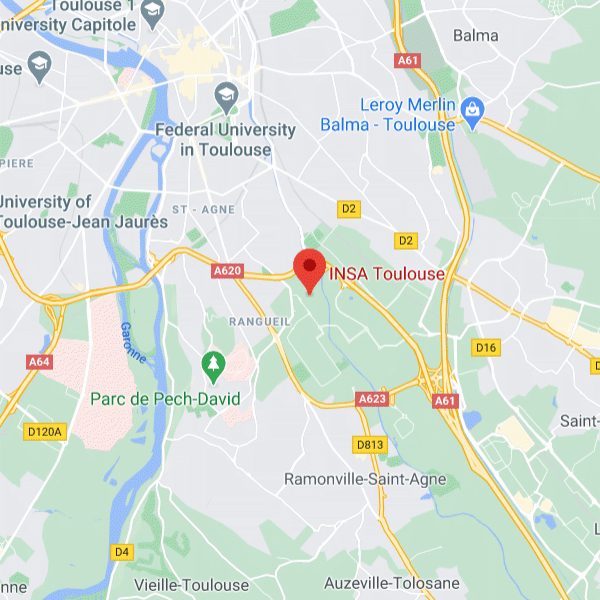 Toulouse 1
niversity Capitole
Balma
A61
use
Leroy Merlin
Balma - Toulouse
Federal University
in Toulouse
PIERE
University of
Toulouse-Jean Jaurès
ST - AGNE
D2
D2
A620
INSA Toulouse
RANGUEIL
Garonne
D16
A64
Parc de Pech-David
A623
A61
Saint-
D120A
D813
Ramonville-Saint-Agne
D4
Vieille-Toulouse
Auzeville-Tolosane
nne